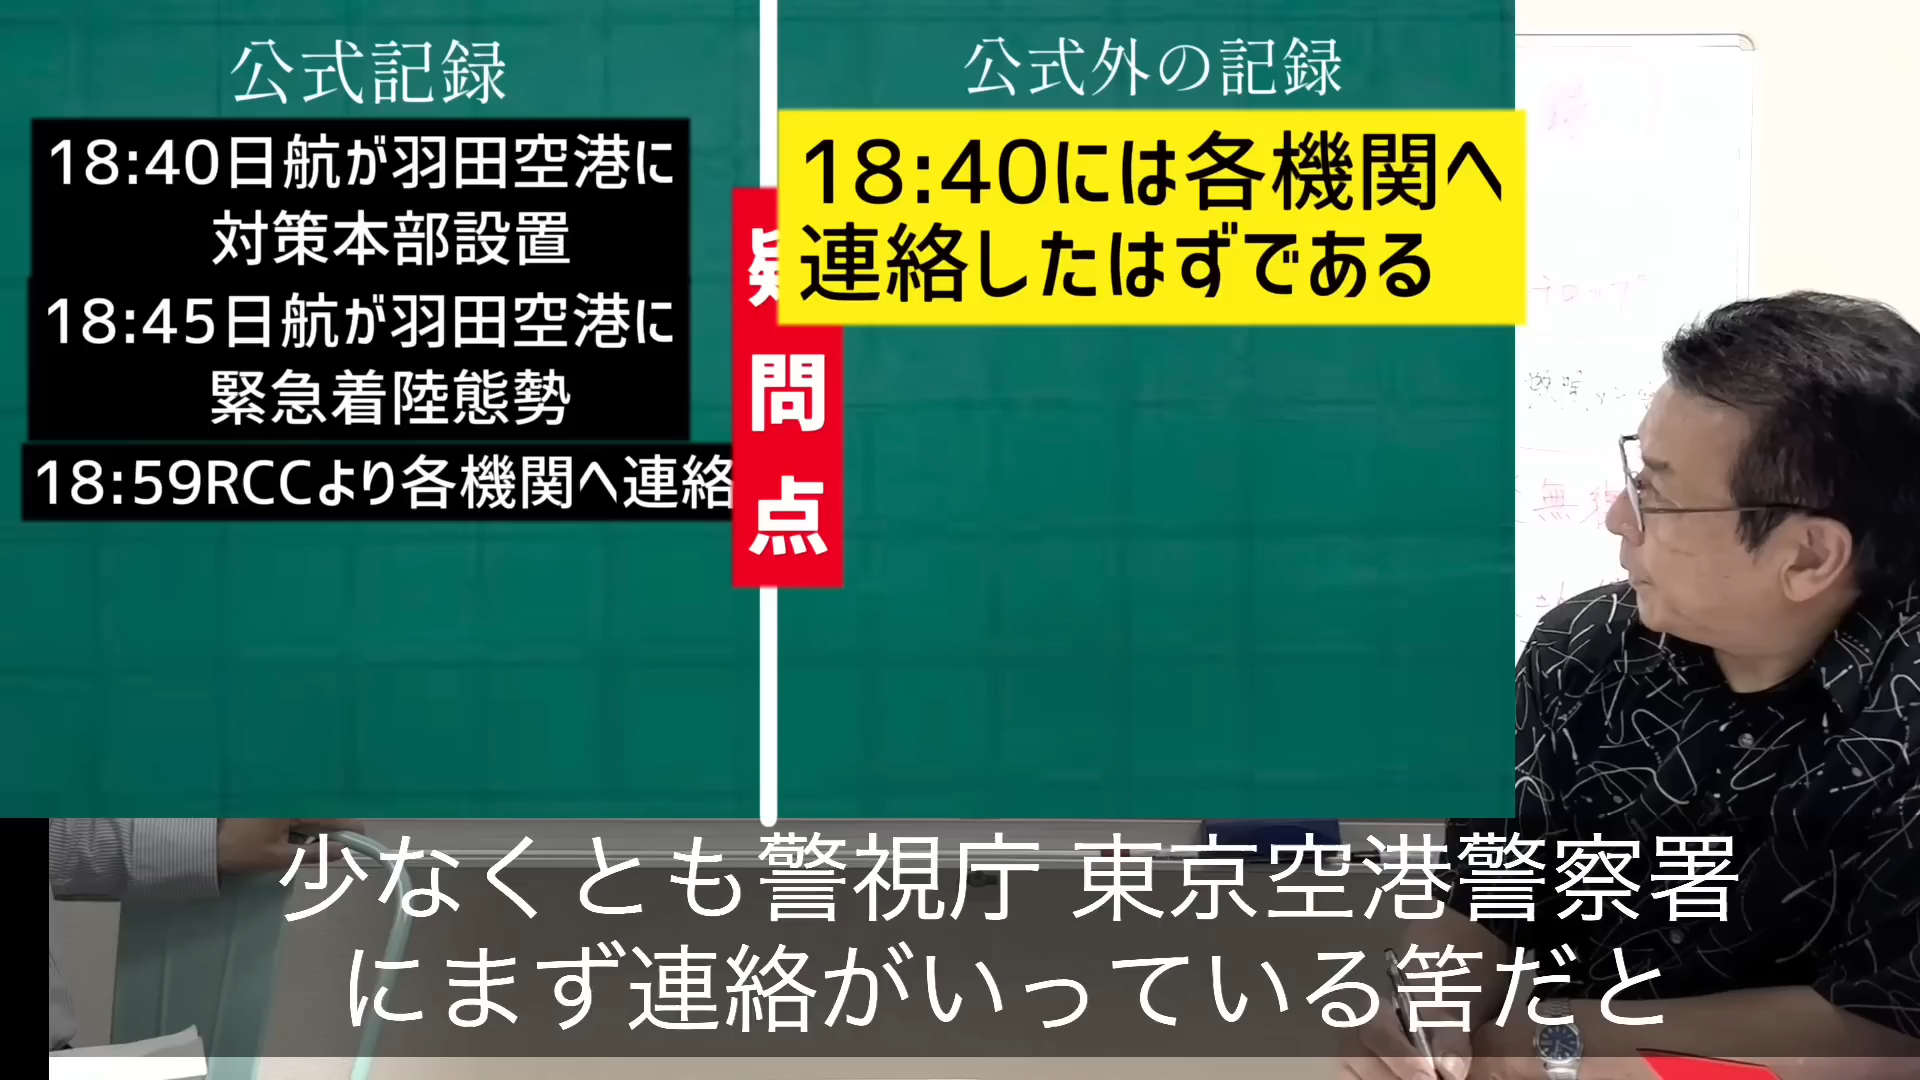 公式記録
18:40日航が羽田空港に
対策本部設置
18:45日航が羽田空港に
緊急着陸態勢
18:59RCCより各機関へ連絡
疑問点
公式外の記録
18:40には各機関へ
連絡したはずである
少なくとも警視庁 東京空港警察署
にまず連絡がいっている筈だと